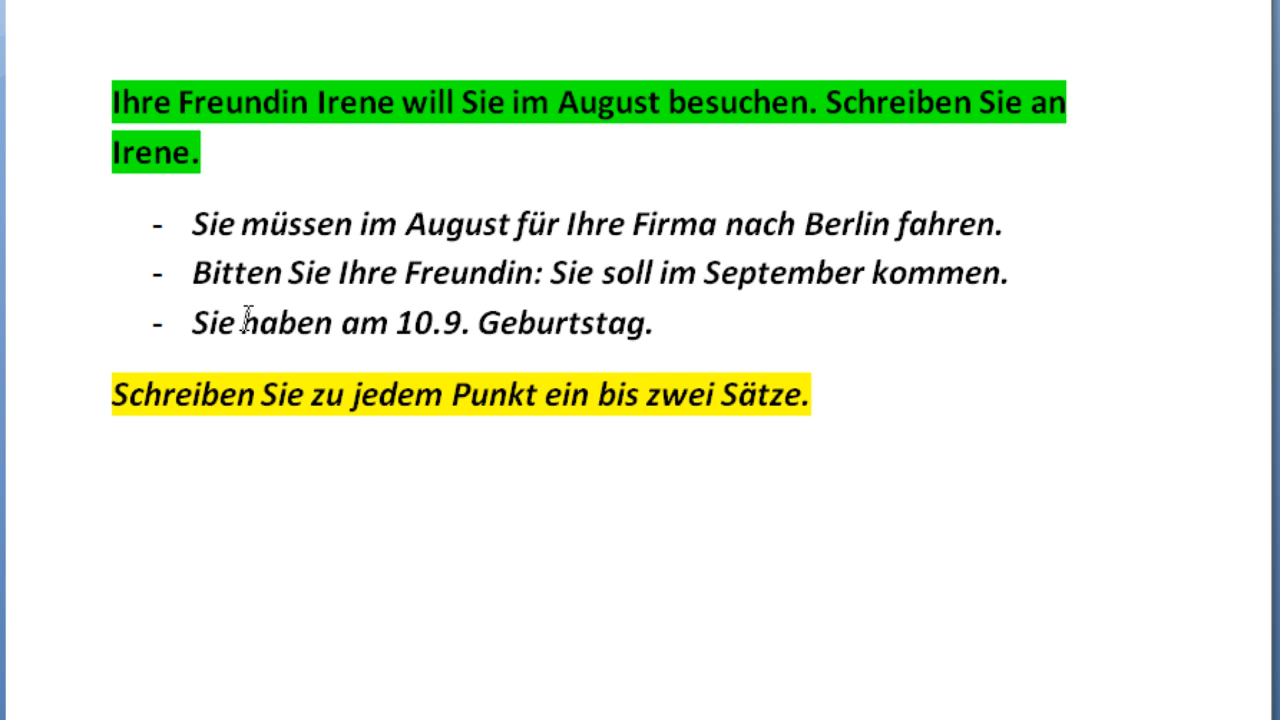 Ihre Freundin Irene will Sie im August besuchen. Schreiben Sie an
Irene.
- Sie müssen im August für Ihre Firma nach Berlin fahren.
- Bitten Sie Ihre Freundin: Sie soll im September kommen.
- Sie haben am 10.9. Geburtstag.
Schreiben Sie zu jedem Punkt ein bis zwei Sätze.